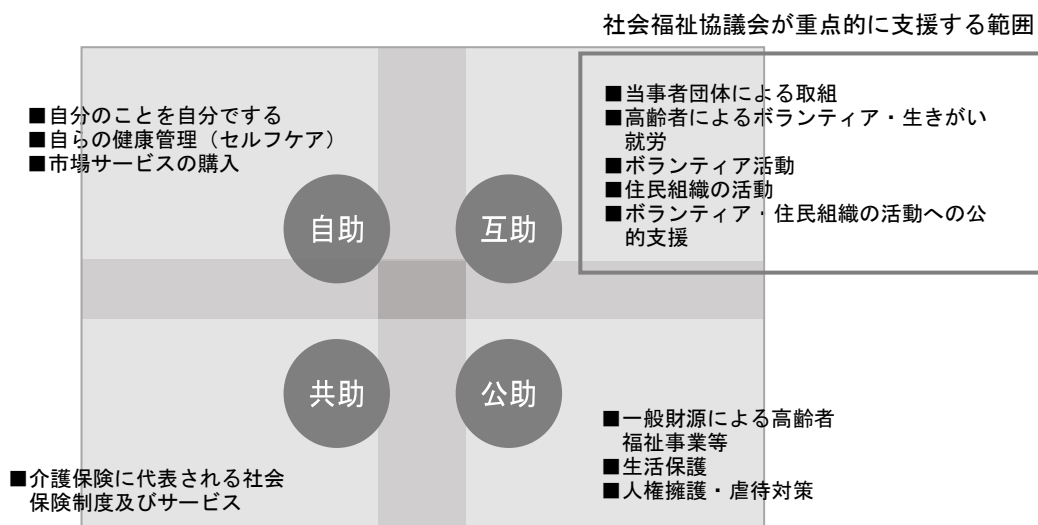 社会福祉協議会が重点的に支援する範囲
■自分のことを自分でする
■自らの健康管理（セルフケア）
■市場サービスの購入
■当事者団体による取組
■高齢者によるボランティア・生きがい
就労
■ボランティア活動
■住民組織の活動
■ボランティア・住民組織の活動への公
的支援
自助
互助
共助
公助
■介護保険に代表される社会
保険制度及びサービス
■一般財源による高齢者
福祉事業等
■生活保護
■人権擁護・虐待対策